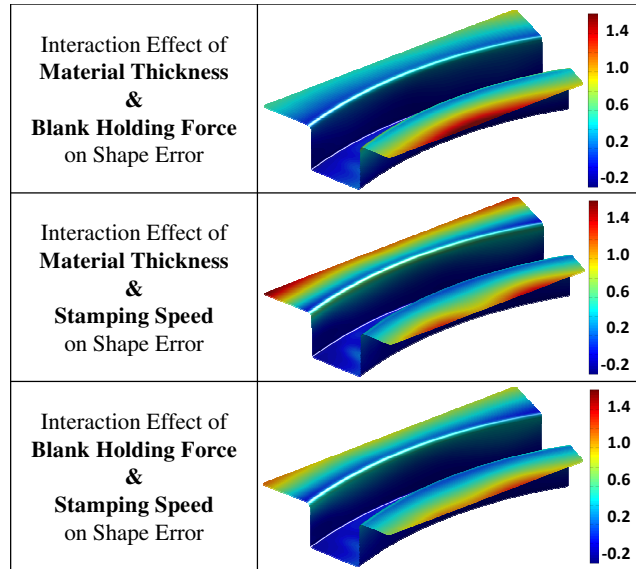 Interaction Effect of
Material Thickness
&
Blank Holding Force
on Shape Error
1.4
1.0
0.6
0.2
-0.2
Interaction Effect of
Material Thickness
&
Stamping Speed
on Shape Error
1.4
1.0
0.6
0.2
-0.2
Interaction Effect of
Blank Holding Force
&
Stamping Speed
on Shape Error
1.4
1.0
0.6
0.2
-0.2